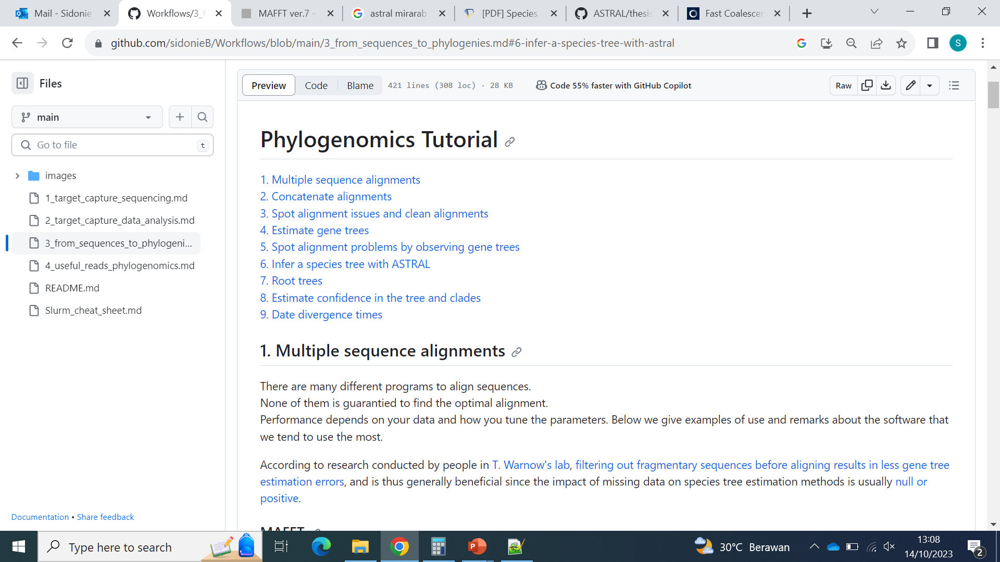 Mail - Sidonie
Workflows/3_f
MAFFT ver.7 -
astral mirarab
[PDF] Species
ASTRAL/thesis
Fast Coalescen
github.com/sidonieB/Workflows/blob/main/3_from_sequences_to_phylogenies.md#6-infer-a-species-tree-with-astral
S
Files
Preview
Code
Blame
421 lines (308 loc) · 28 KB
Code 55% faster with GitHub Copilot
Raw
main
Go to file
t
images
1_target_capture_sequencing.md
2_target_capture_data_analysis.md
3_from_sequences_to_phylogeni...
4_useful_reads_phylogenomics.md
README.md
Slurm_cheat_sheet.md
Documentation • Share feedback
Phylogenomics Tutorial
1. Multiple sequence alignments
2. Concatenate alignments
3. Spot alignment issues and clean alignments
4. Estimate gene trees
5. Spot alignment problems by observing gene trees
6. Infer a species tree with ASTRAL
7. Root trees
8. Estimate confidence in the tree and clades
9. Date divergence times
1. Multiple sequence alignments
There are many different programs to align sequences.
None of them is guarantied to find the optimal alignment.
Performance depends on your data and how you tune the parameters. Below we give examples of use and remarks about the software that
we tend to use the most.
According to research conducted by people in T. Warnow's lab, filtering out fragmentary sequences before aligning results in less gene tree
estimation errors, and is thus generally beneficial since the impact of missing data on species tree estimation methods is usually null or
positive.
MAFFT
Type here to search
P
30°C Berawan
13:08
14/10/2023
2